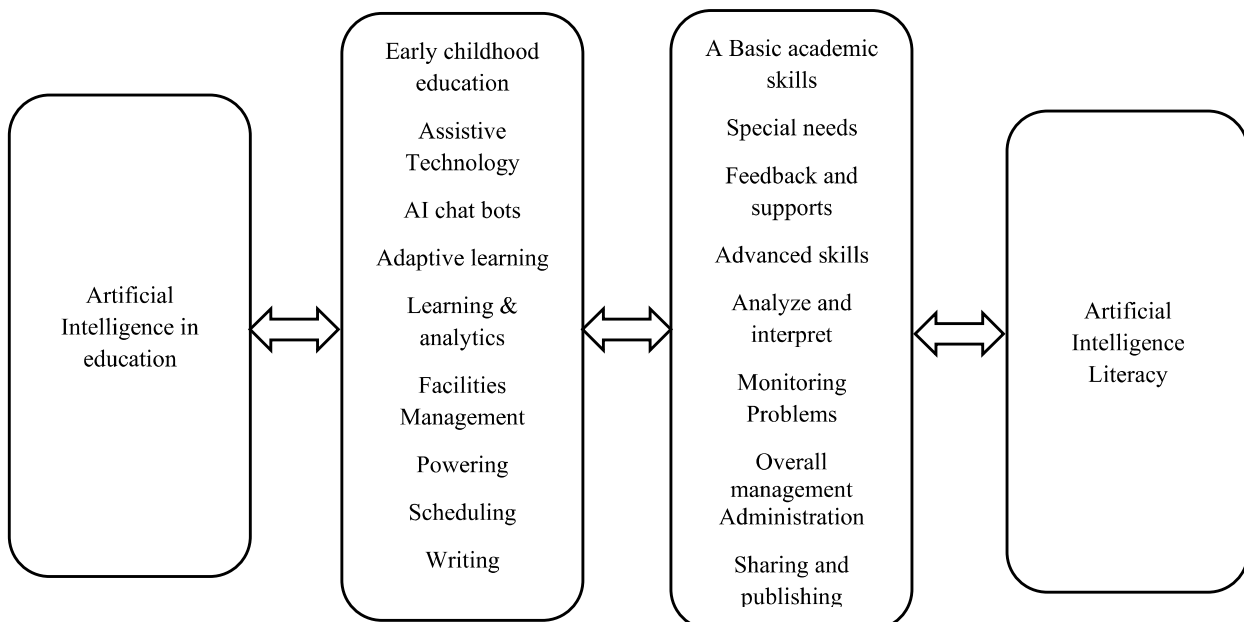 Artificial
Intelligence in
education
Early childhood
education
Assistive
Technology
AI chat bots
Adaptive learning
Learning &
analytics
Facilities
Management
Powering
Scheduling
Writing
A Basic academic
skills
Special needs
Feedback and
supports
Advanced skills
Analyze and
interpret
Monitoring
Problems
Overall
management
Administration
Sharing and
publishing
Artificial
Intelligence
Literacy